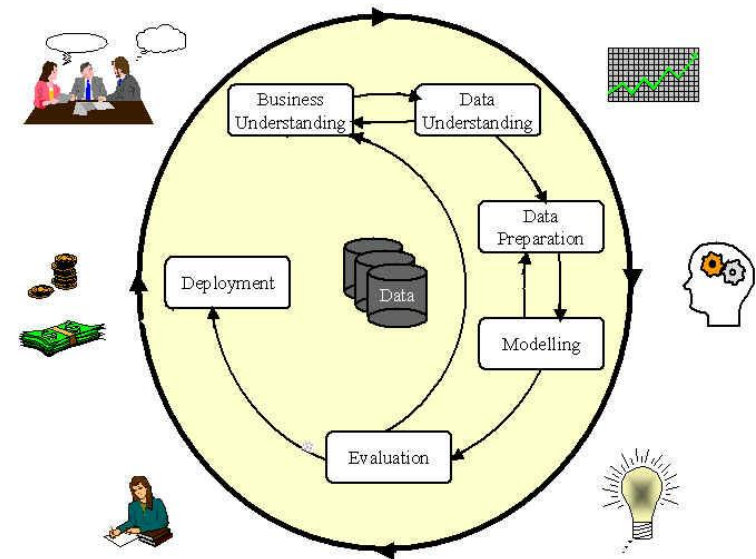 Business
Understanding
Data
Understanding
Data
Preparation
Deployment
Data
Modelling
Evaluation